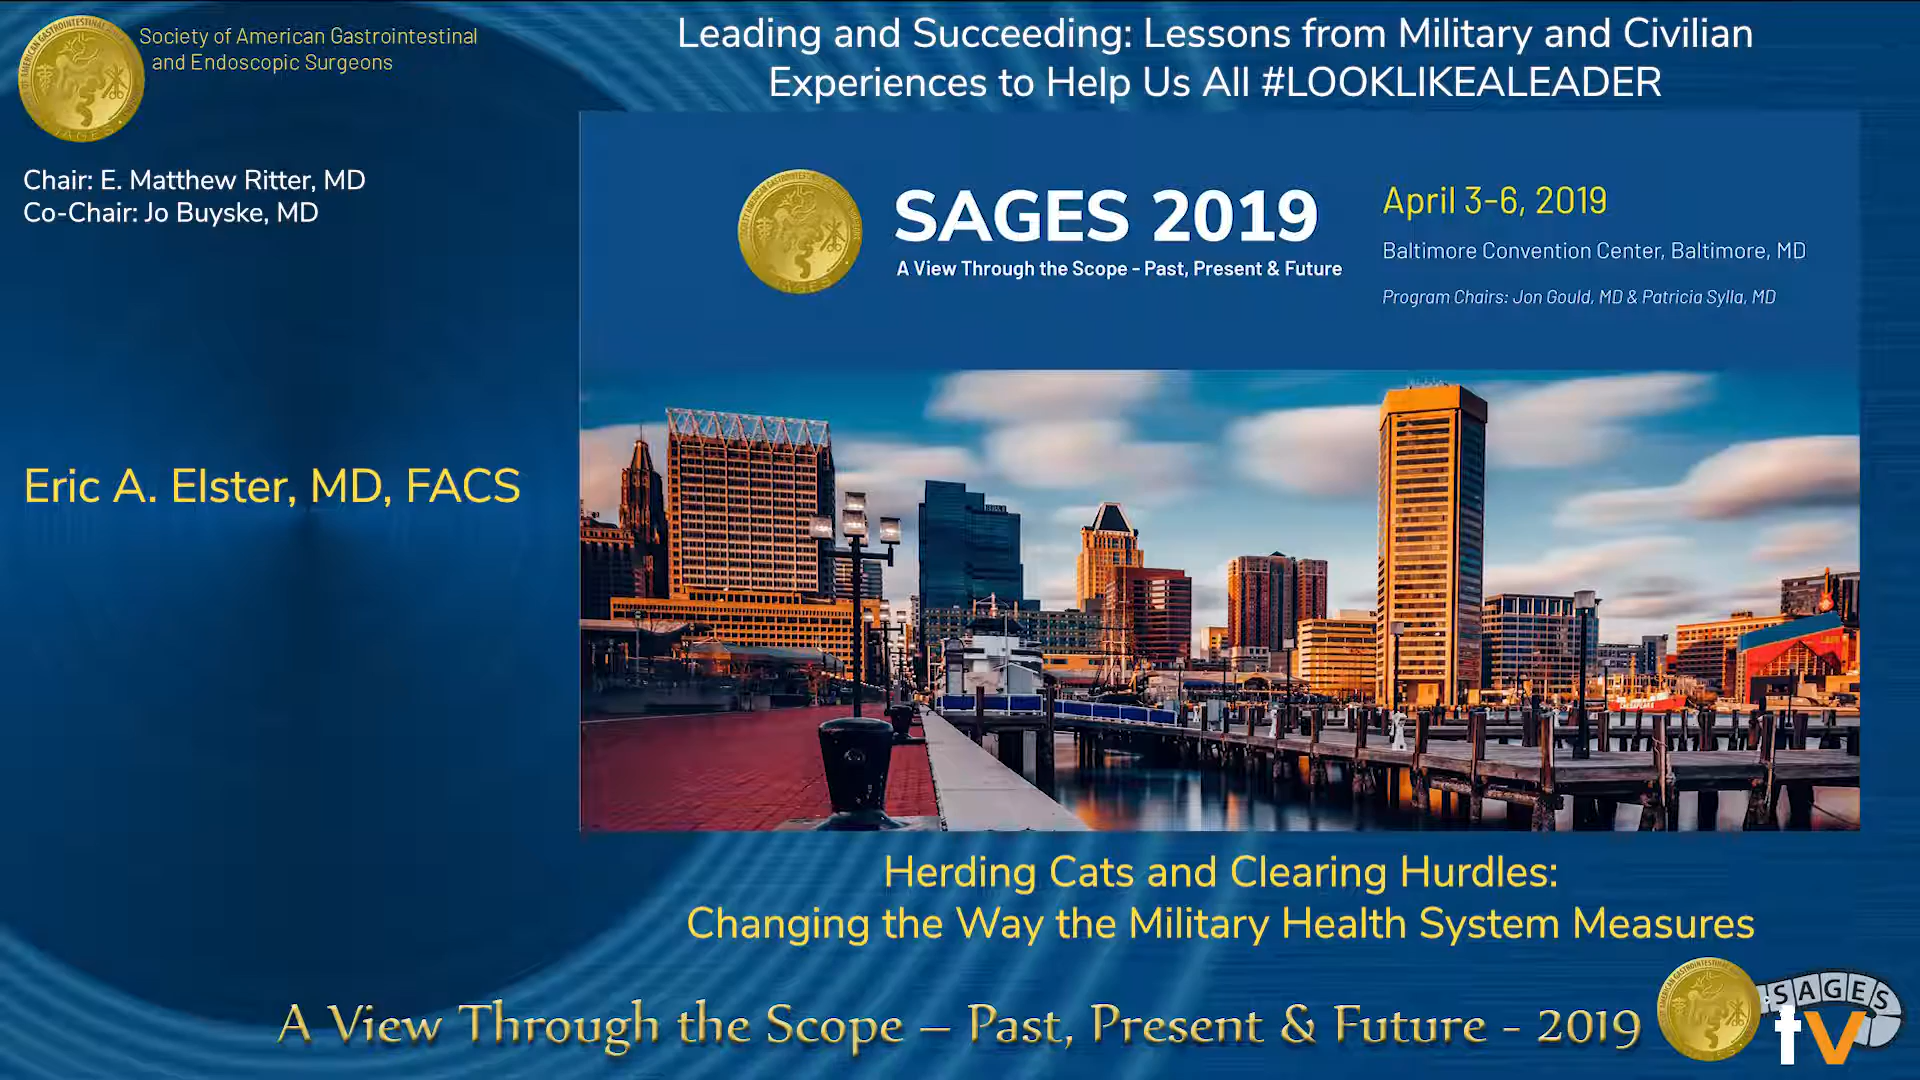 Society of American Gastrointestinal
and Endoscopic Surgeons
Leading and Succeeding: Lessons from Military and Civilian
Experiences to Help Us All #LOOKLIKEALEADER
Chair: E. Matthew Ritter, MD
Co-Chair: Jo Buyske, MD
SAGES 2019
A View Through the Scope - Past, Present & Future
April 3-6, 2019
Baltimore Convention Center, Baltimore, MD
Program Chairs: Jon Gould, MD & Patricia Sylla, MD
Eric A. Elster, MD, FACS
Herding Cats and Clearing Hurdles:
Changing the Way the Military Health System Measures
A View Through the Scope – Past, Present & Future - 2019
SAGES
tv